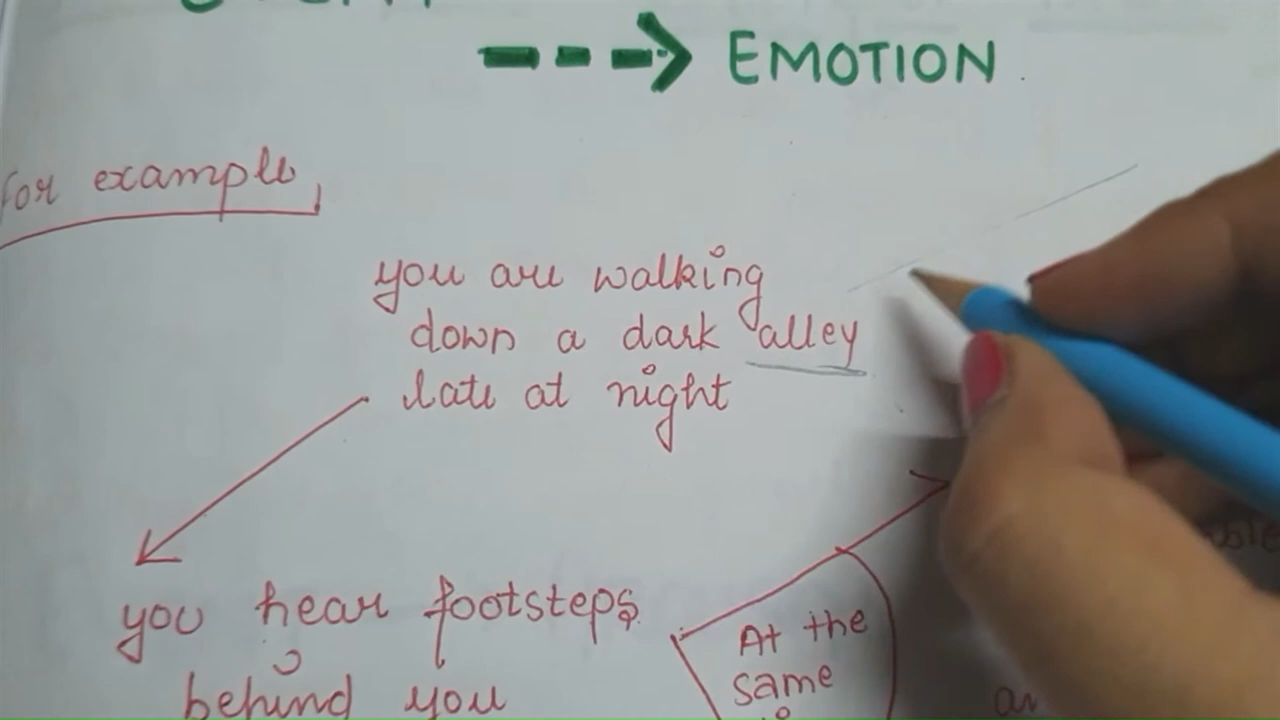 EMOTION
for example,
you are walking
down a dark alley
late at night
you hear footsteps
behind you
At the
same